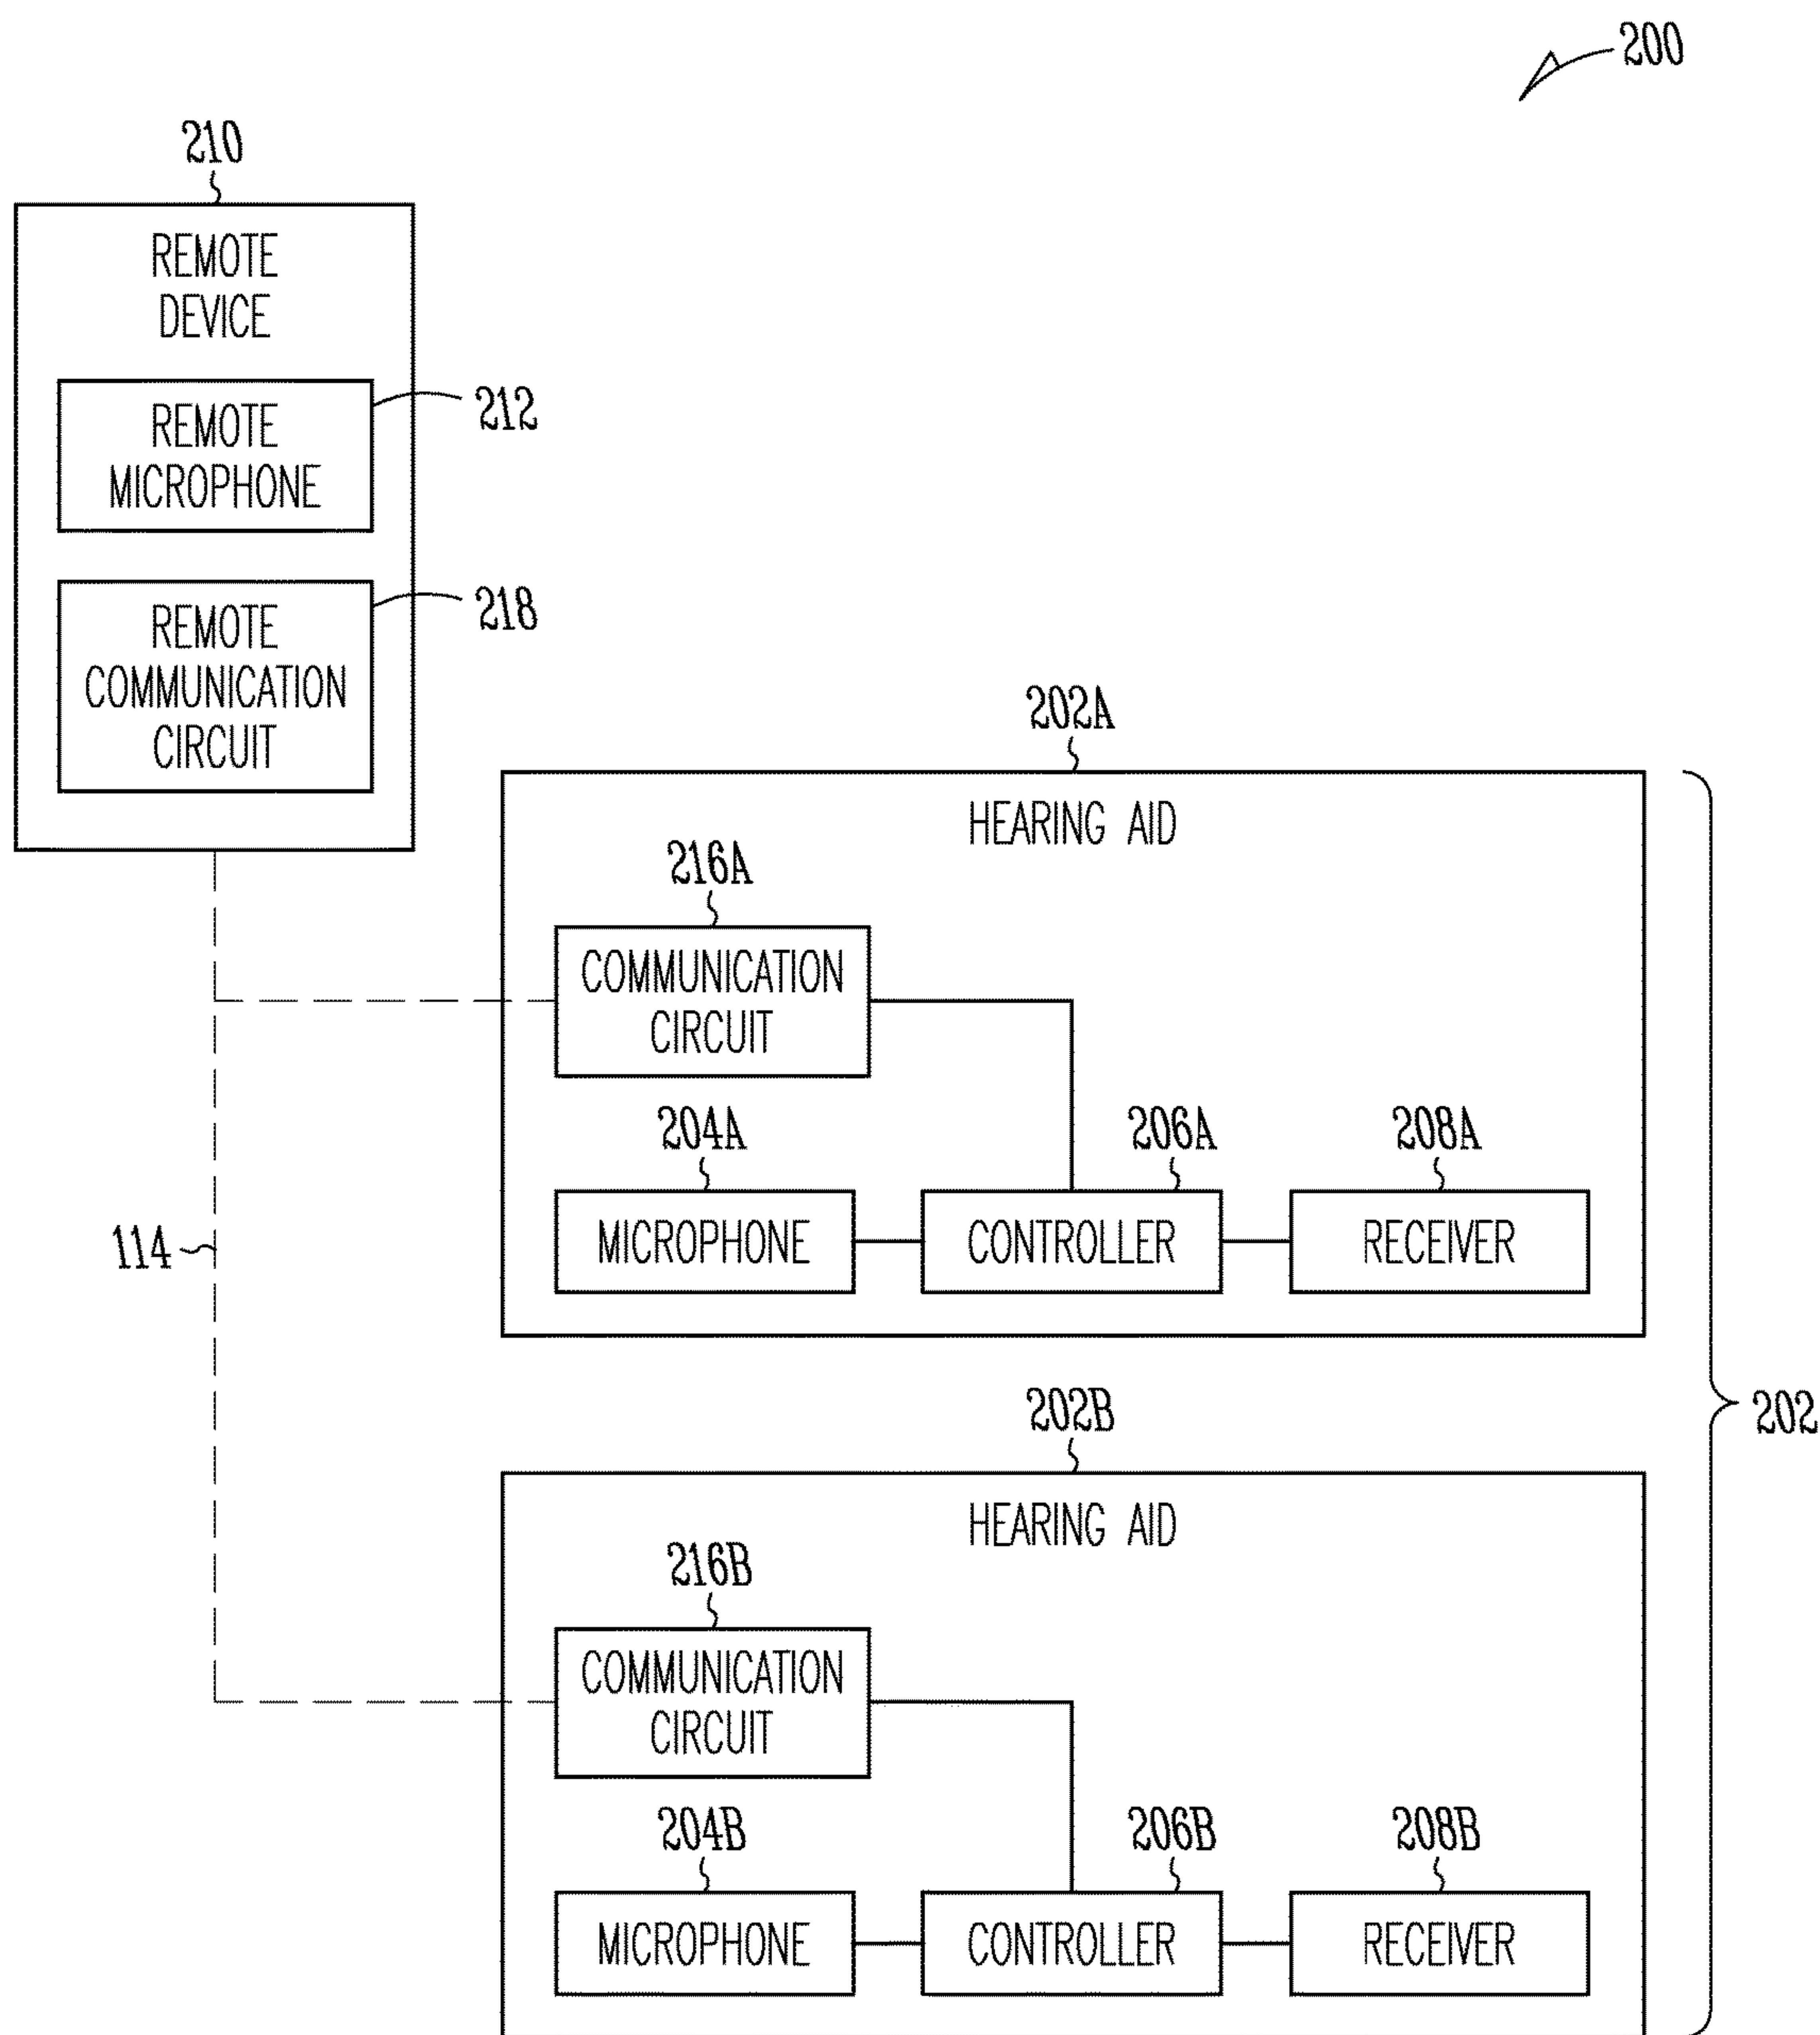 200
210
REMOTE
DEVICE
REMOTE
MICROPHONE
212
REMOTE
COMMUNICATION
CIRCUIT
218
202A
HEARING AID
216A
COMMUNICATION
CIRCUIT
204A
206A
208A
MICROPHONE
CONTROLLER
RECEIVER
114
202B
202
HEARING AID
216B
COMMUNICATION
CIRCUIT
204B
206B
208B
MICROPHONE
CONTROLLER
RECEIVER